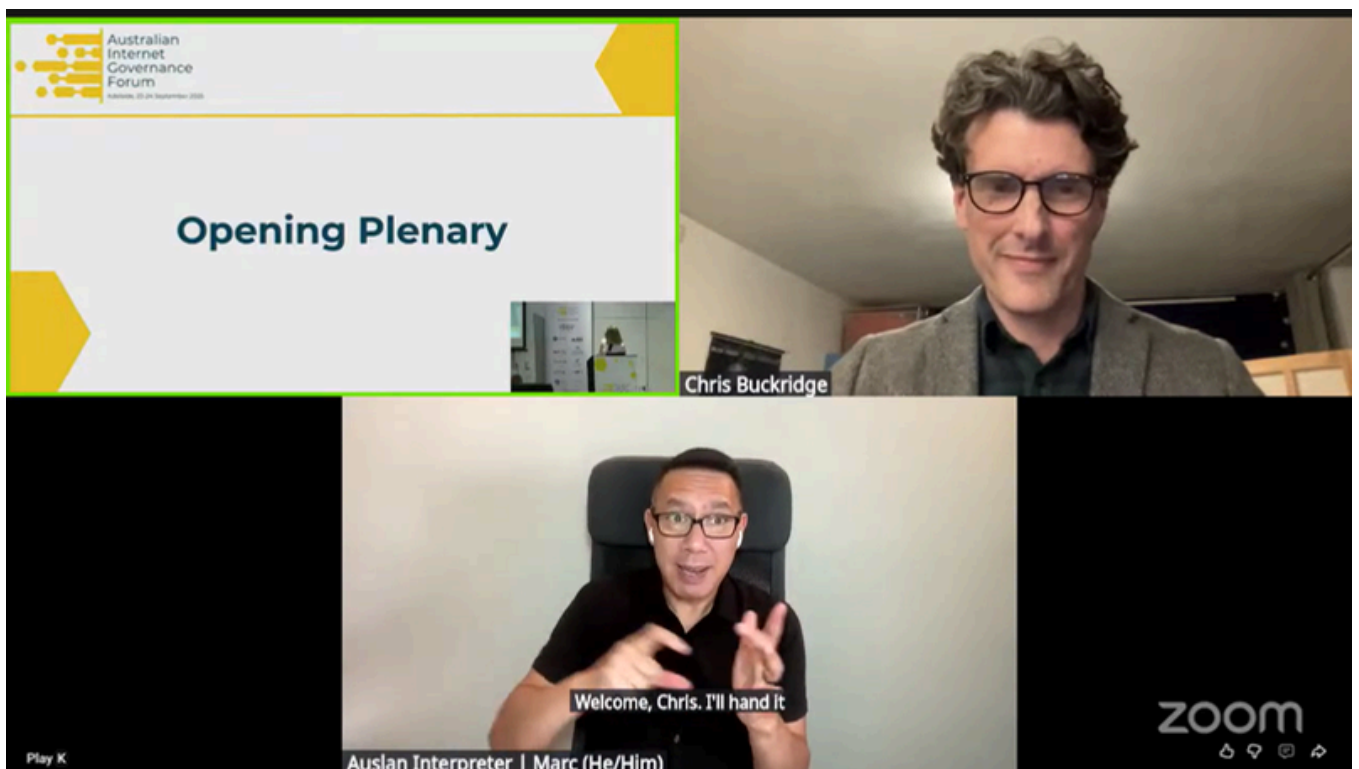 Australian
Internet
Governance
Forum
Opening Plenary
Chris Buckridge
Welcome, Chris. I'll hand it
zoom
Play K
Auslan Interpreter | Marc (He/Him)